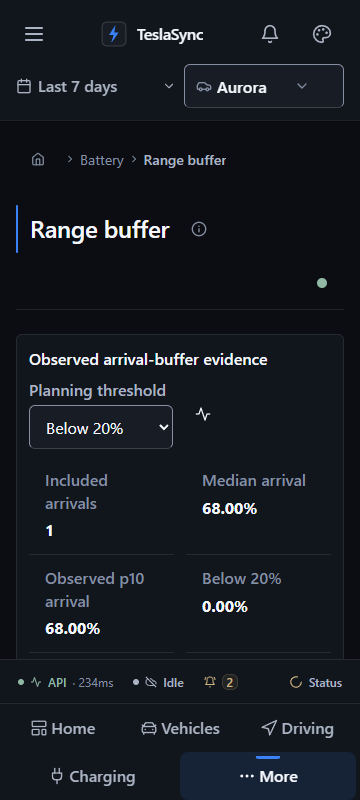 TeslaSync
Last 7 days
Aurora
Battery
Range buffer
Range buffer
Observed arrival-buffer evidence
Planning threshold
Below 20%
Included arrivals
1
Median arrival
68.00%
Observed p10 arrival
68.00%
Below 20%
0.00%
API · 234ms
Idle
2
Status
Home
Vehicles
Driving
Charging
More